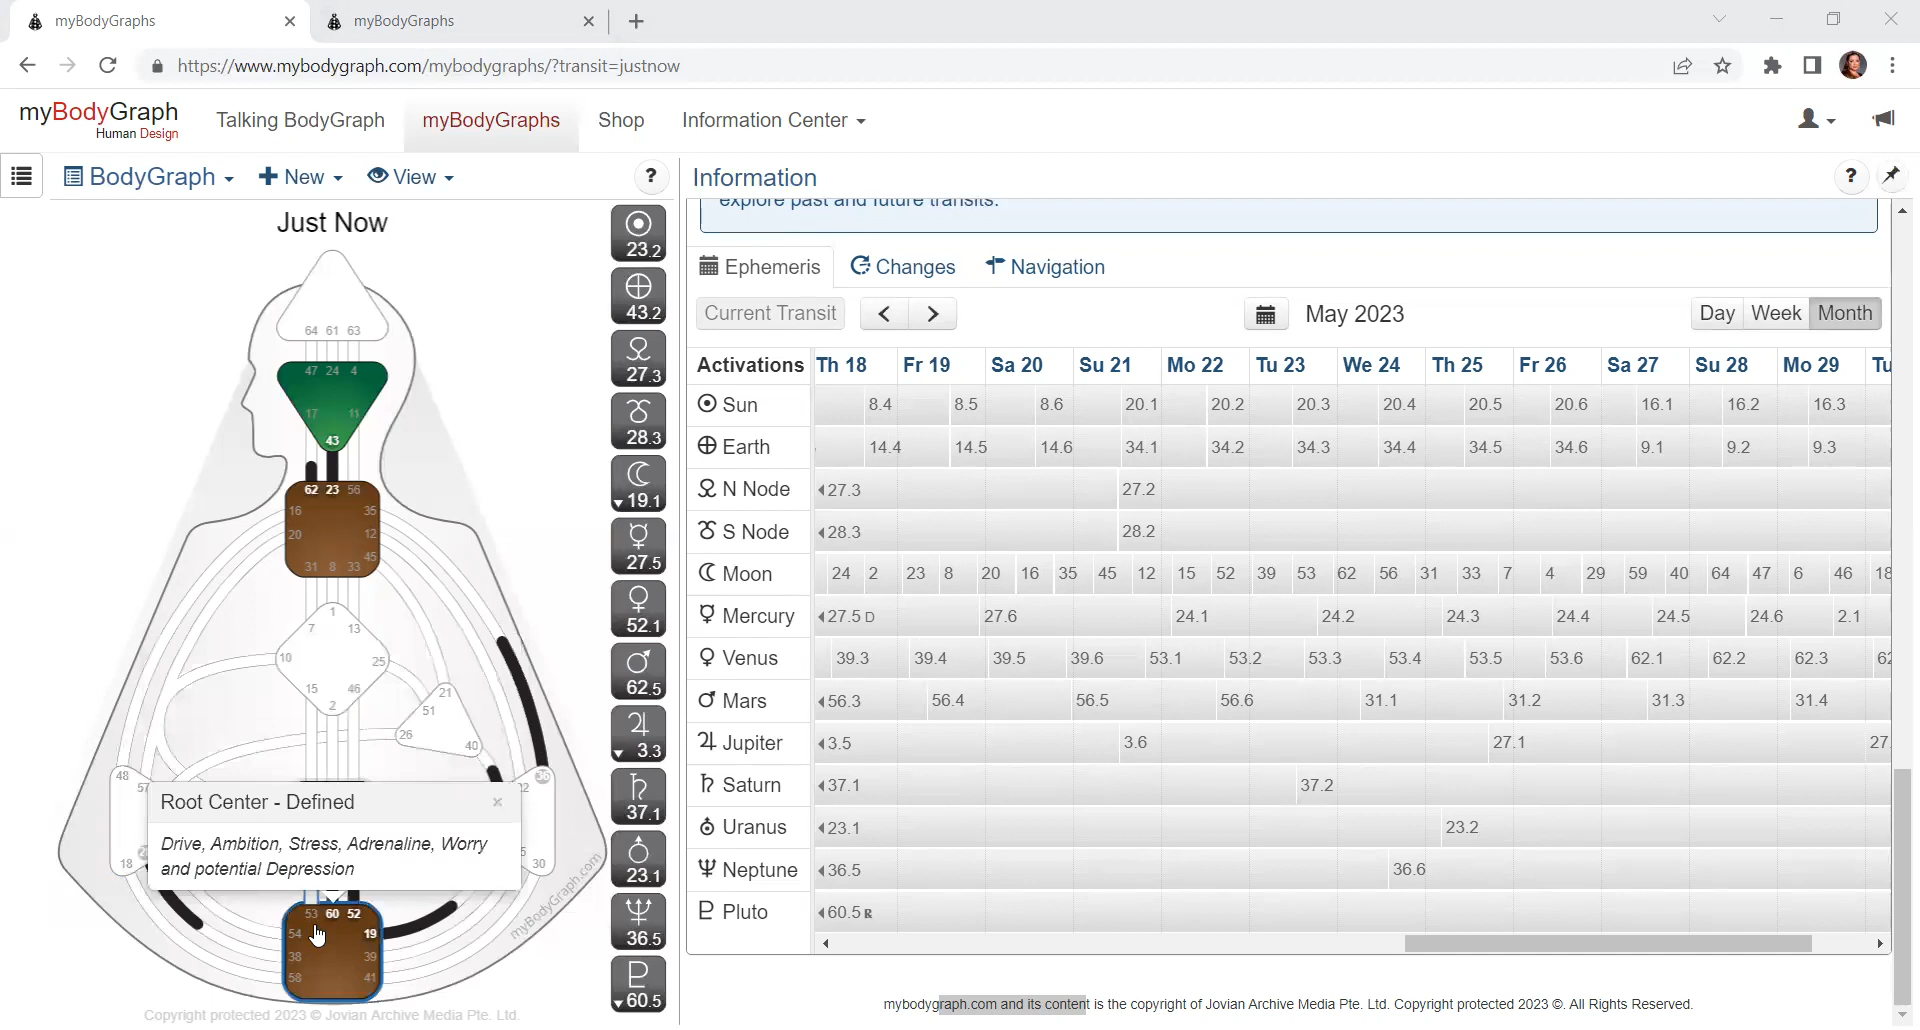 myBodyGraphs
myBodyGraphs
https://www.mybodygraph.com/mybodygraphs/?transit=justnow
myBodyGraph
Human Design
Talking BodyGraph
myBodyGraphs
Shop
Information Center
BodyGraph
New
View
?
Just Now
64 61 63
47 24 4
17 11
43
62 23 56
16 35
20 12
45
31 8 33
1
7 13
10 25
15 46
2
21
51
26
40
48
57
36
22
18
30
Root Center - Defined ×
Drive, Ambition, Stress, Adrenaline, Worry
and potential Depression
53 60 52
54 19
38 39
58 41
myBodyGraph.com
Copyright protected 2023 © Jovian Archive Media Pte. Ltd.
23.2
43.2
27.3
28.3
19.1
27.5
52.1
62.5
3.3
37.1
23.1
36.5
60.5
Information
?
explore past and future transits.
Ephemeris Changes Navigation
Current Transit < > May 2023 Day Week Month
Activations Th 18 Fr 19 Sa 20 Su 21 Mo 22 Tu 23 We 24 Th 25 Fr 26 Sa 27 Su 28 Mo 29 Tu
☉ Sun 8.4 8.5 8.6 20.1 20.2 20.3 20.4 20.5 20.6 16.1 16.2 16.3
⊕ Earth 14.4 14.5 14.6 34.1 34.2 34.3 34.4 34.5 34.6 9.1 9.2 9.3
☊ N Node 27.3 27.2
☋ S Node 28.3 28.2
☾ Moon 24 2 23 8 20 16 35 45 12 15 52 39 53 62 56 31 33 7 4 29 59 40 64 47 6 46 18
☿ Mercury 27.5 D 27.6 24.1 24.2 24.3 24.4 24.5 24.6 2.1
♀ Venus 39.3 39.4 39.5 39.6 53.1 53.2 53.3 53.4 53.5 53.6 62.1 62.2 62.3 62
♂ Mars 56.3 56.4 56.5 56.6 31.1 31.2 31.3 31.4
♃ Jupiter 3.5 3.6 27.1 27.
♄ Saturn 37.1 37.2
Uranus 23.1 23.2
♆ Neptune 36.5 36.6
Pluto 60.5 ℞
mybodygraph.com and its content is the copyright of Jovian Archive Media Pte. Ltd. Copyright protected 2023 ©. All Rights Reserved.